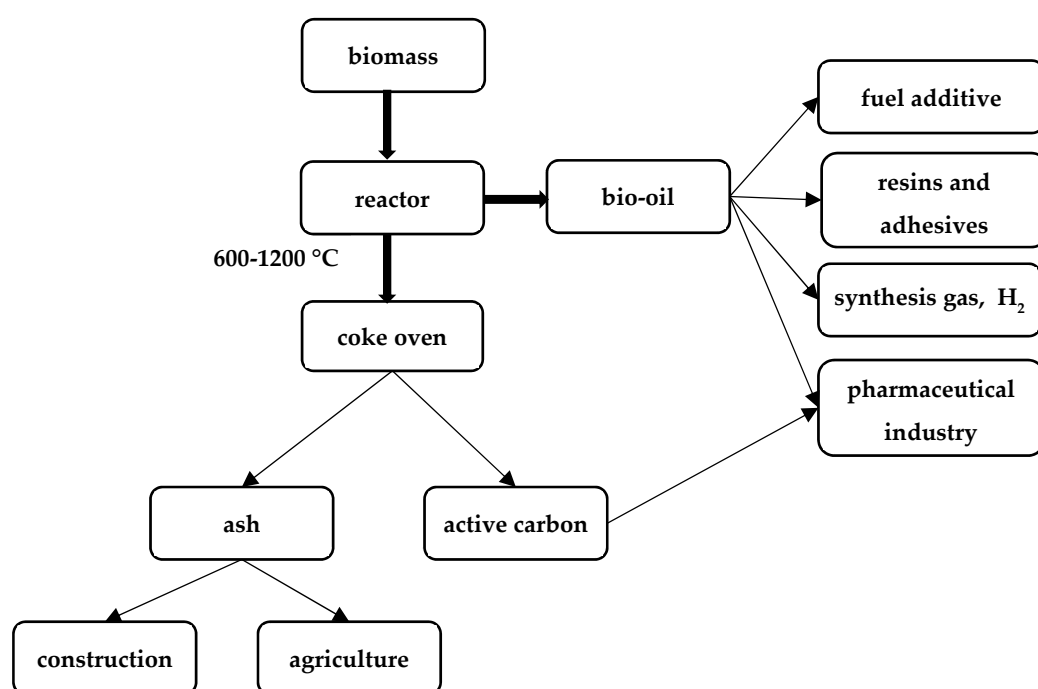 biomass
fuel additive
reactor
bio-oil
resins and
adhesives
600-1200 °C
synthesis gas, H₂
coke oven
pharmaceutical
industry
ash
active carbon
construction
agriculture